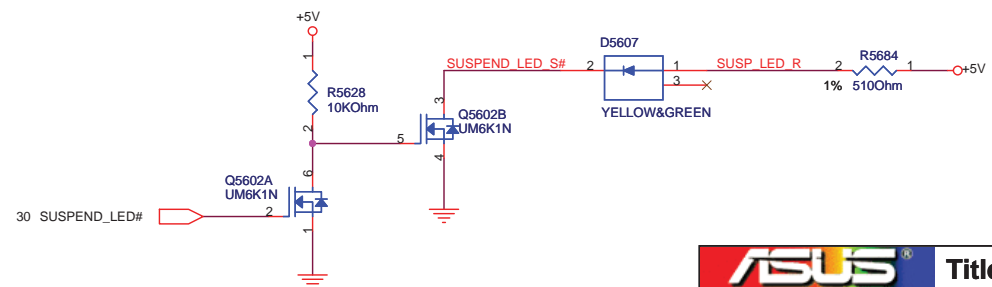 +5V
1
R5628
10KOhm
2
SUSPEND_LED_S#
2
D5607
1
3
YELLOW&GREEN
SUSP_LED_R
2
R5684
1
+5V
1%
510Ohm
3
Q5602B
UM6K1N
5
4
6
Q5602A
UM6K1N
2
1
30 SUSPEND_LED#
ASUS
®
Title